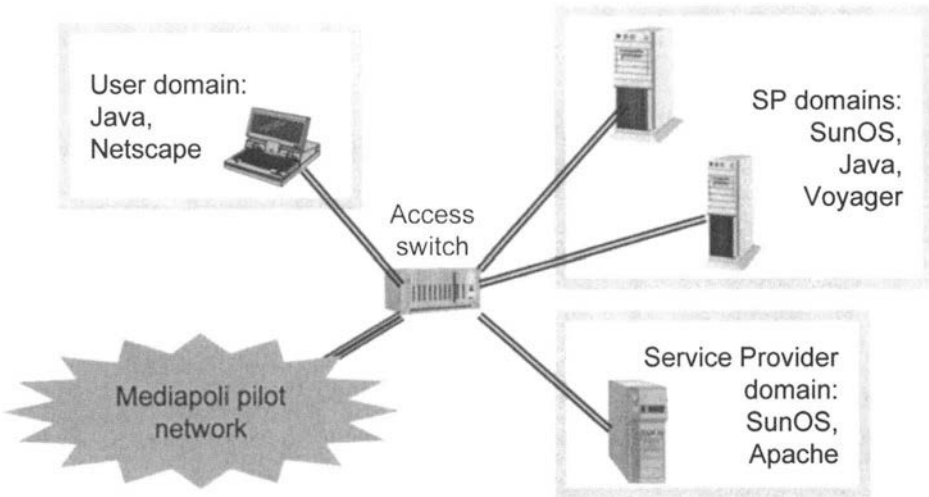 User domain:
Java,
Netscape
SP domains:
SunOS,
Java,
Voyager
Access
switch
Mediapoli pilot
network
Service Provider
domain:
SunOS,
Apache